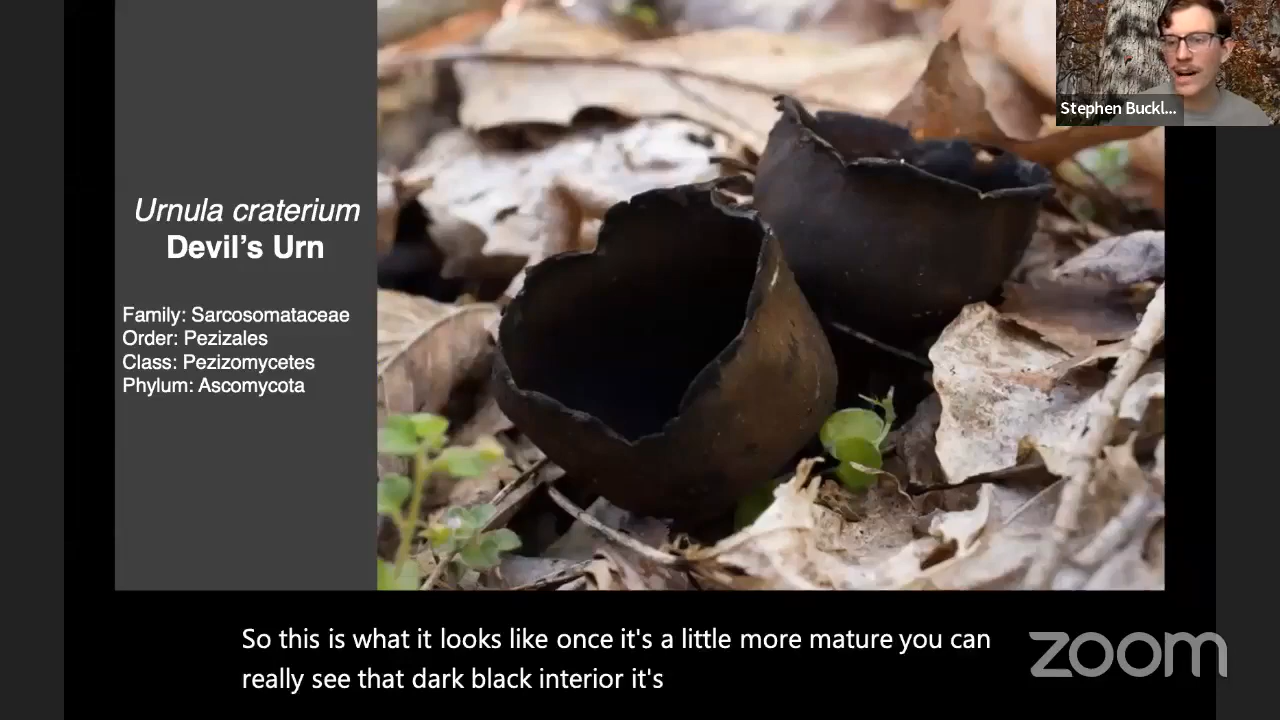 Stephen Buckl...
Urnula craterium
Devil’s Urn
Family: Sarcosomataceae
Order: Pezizales
Class: Pezizomycetes
Phylum: Ascomycota
So this is what it looks like once it's a little more mature you can
really see that dark black interior it's
zoom